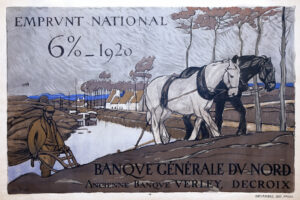 EMPRVNT NATIONAL
6% _ 1920
BANQVE GÉNÉRALE DV NORD
ANCIENNE BANQVE VERLEY, DECROIX